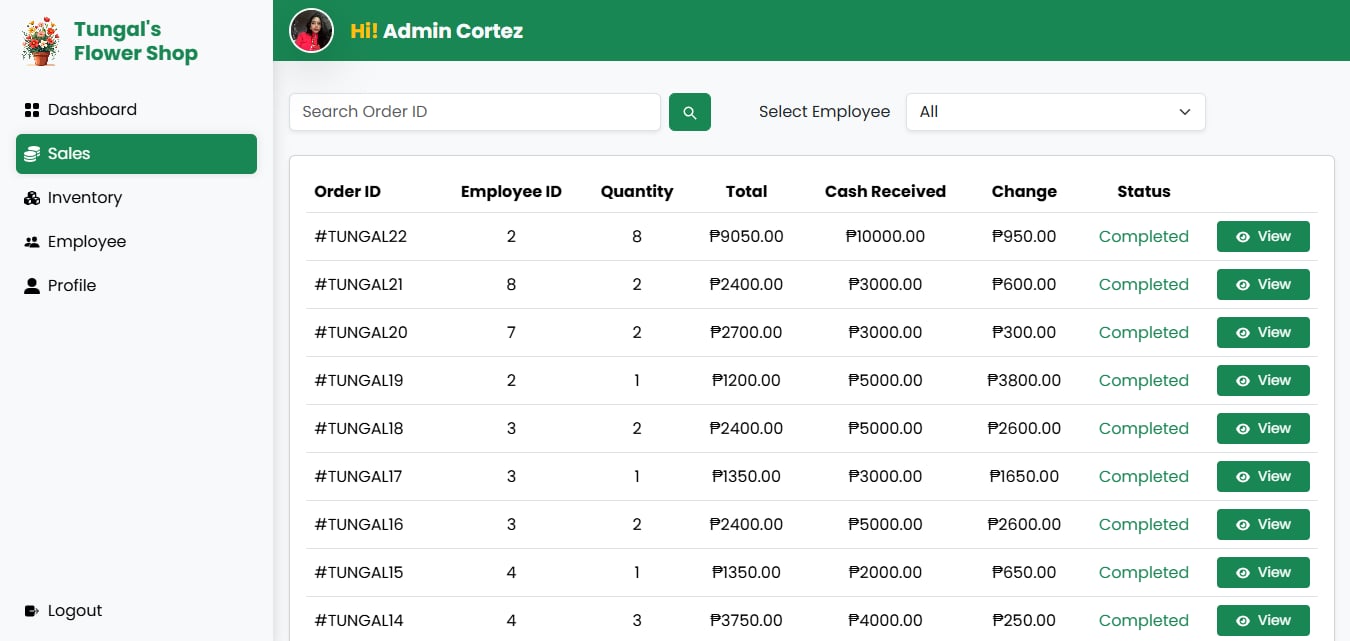 Tungal's
Flower Shop
Hi! Admin Cortez
Dashboard
Sales
Inventory
Employee
Profile
Logout
Search Order ID
Select Employee All
Order ID Employee ID Quantity Total Cash Received Change Status
#TUNGAL22 2 8 ₱9050.00 ₱10000.00 ₱950.00 Completed View
#TUNGAL21 8 2 ₱2400.00 ₱3000.00 ₱600.00 Completed View
#TUNGAL20 7 2 ₱2700.00 ₱3000.00 ₱300.00 Completed View
#TUNGAL19 2 1 ₱1200.00 ₱5000.00 ₱3800.00 Completed View
#TUNGAL18 3 2 ₱2400.00 ₱5000.00 ₱2600.00 Completed View
#TUNGAL17 3 1 ₱1350.00 ₱3000.00 ₱1650.00 Completed View
#TUNGAL16 3 2 ₱2400.00 ₱5000.00 ₱2600.00 Completed View
#TUNGAL15 4 1 ₱1350.00 ₱2000.00 ₱650.00 Completed View
#TUNGAL14 4 3 ₱3750.00 ₱4000.00 ₱250.00 Completed View